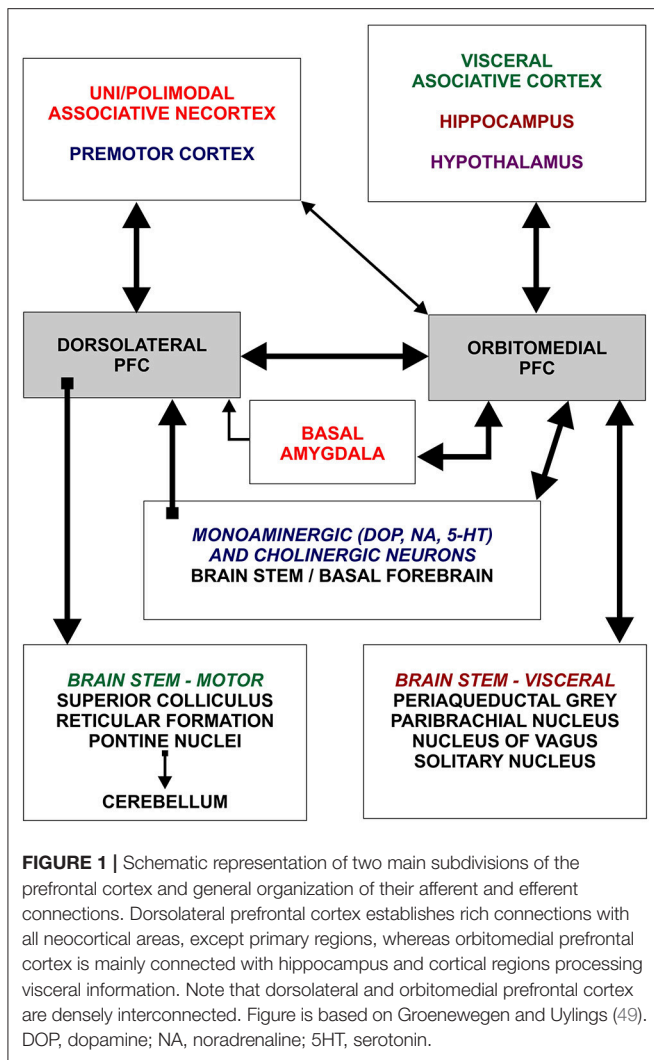 UNI/POLIMODAL
ASSOCIATIVE NECORTEX
PREMOTOR CORTEX
VISCERAL
ASOCIATIVE CORTEX
HIPPOCAMPUS
HYPOTHALAMUS
DORSOLATERAL
PFC
ORBITOMEDIAL
PFC
BASAL
AMYGDALA
MONOAMINERGIC (DOP, NA, 5-HT)
AND CHOLINERGIC NEURONS
BRAIN STEM / BASAL FOREBRAIN
BRAIN STEM - MOTOR
SUPERIOR COLLICULUS
RETICULAR FORMATION
PONTINE NUCLEI
CEREBELLUM
BRAIN STEM - VISCERAL
PERIAQUEDUCTAL GREY
PARIBRACHIAL NUCLEUS
NUCLEUS OF VAGUS
SOLITARY NUCLEUS
FIGURE 1 | Schematic representation of two main subdivisions of the
prefrontal cortex and general organization of their afferent and efferent
connections. Dorsolateral prefrontal cortex establishes rich connections with
all neocortical areas, except primary regions, whereas orbitomedial prefrontal
cortex is mainly connected with hippocampus and cortical regions processing
visceral information. Note that dorsolateral and orbitomedial prefrontal cortex
are densely interconnected. Figure is based on Groenewegen and Uylings (49).
DOP, dopamine; NA, noradrenaline; 5HT, serotonin.